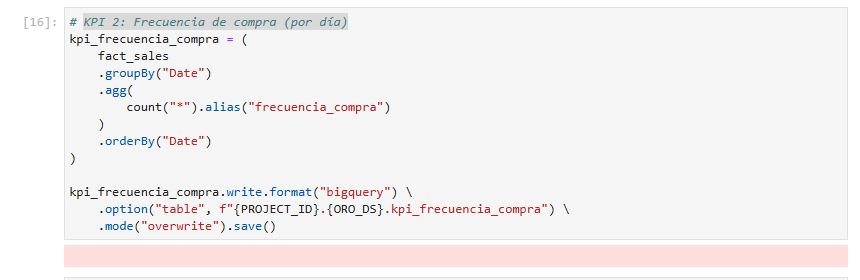 [16]: # KPI 2: Frecuencia de compra (por día)
kpi_frecuencia_compra = (
    fact_sales
    .groupBy("Date")
    .agg(
        count("*").alias("frecuencia_compra")
    )
    .orderBy("Date")
)
kpi_frecuencia_compra.write.format("bigquery") \
    .option("table", f"{PROJECT_ID}.{ORO_DS}.kpi_frecuencia_compra") \
    .mode("overwrite").save()